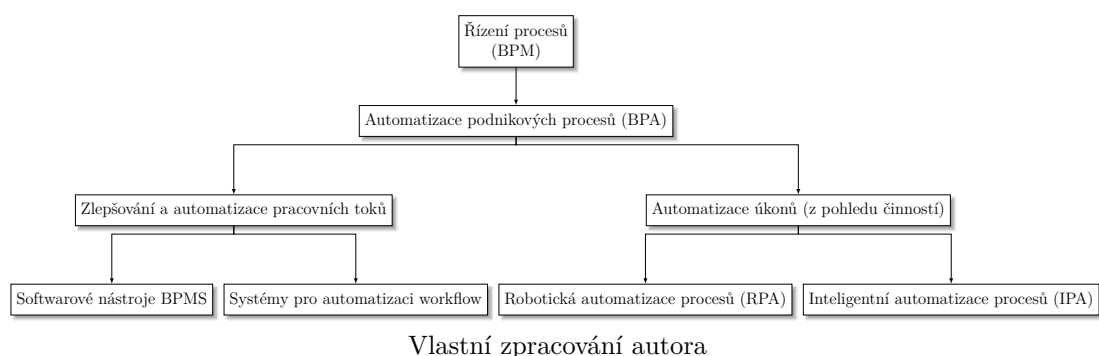 Řízení procesů
(BPM)
Automatizace podnikových procesů (BPA)
Zlepšování a automatizace pracovních toků
Automatizace úkonů (z pohledu činností)
Softwarové nástroje BPMS
Systémy pro automatizaci workflow
Robotická automatizace procesů (RPA)
Inteligentní automatizace procesů (IPA)
Vlastní zpracování autora